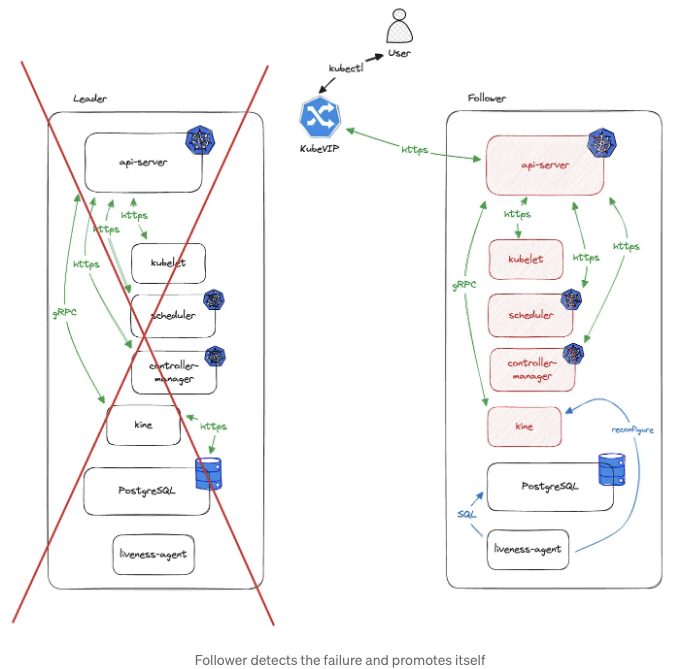 User
kubectl
KubeVIP
https
Leader
api-server
https
https
https
gRPC
kubelet
scheduler
controller-
manager
kine
https
PostgreSQL
liveness-agent
Follower
api-server
https
https
https
gRPC
kubelet
scheduler
controller-
manager
kine
reconfigure
PostgreSQL
SQL
liveness-agent
Follower detects the failure and promotes itself